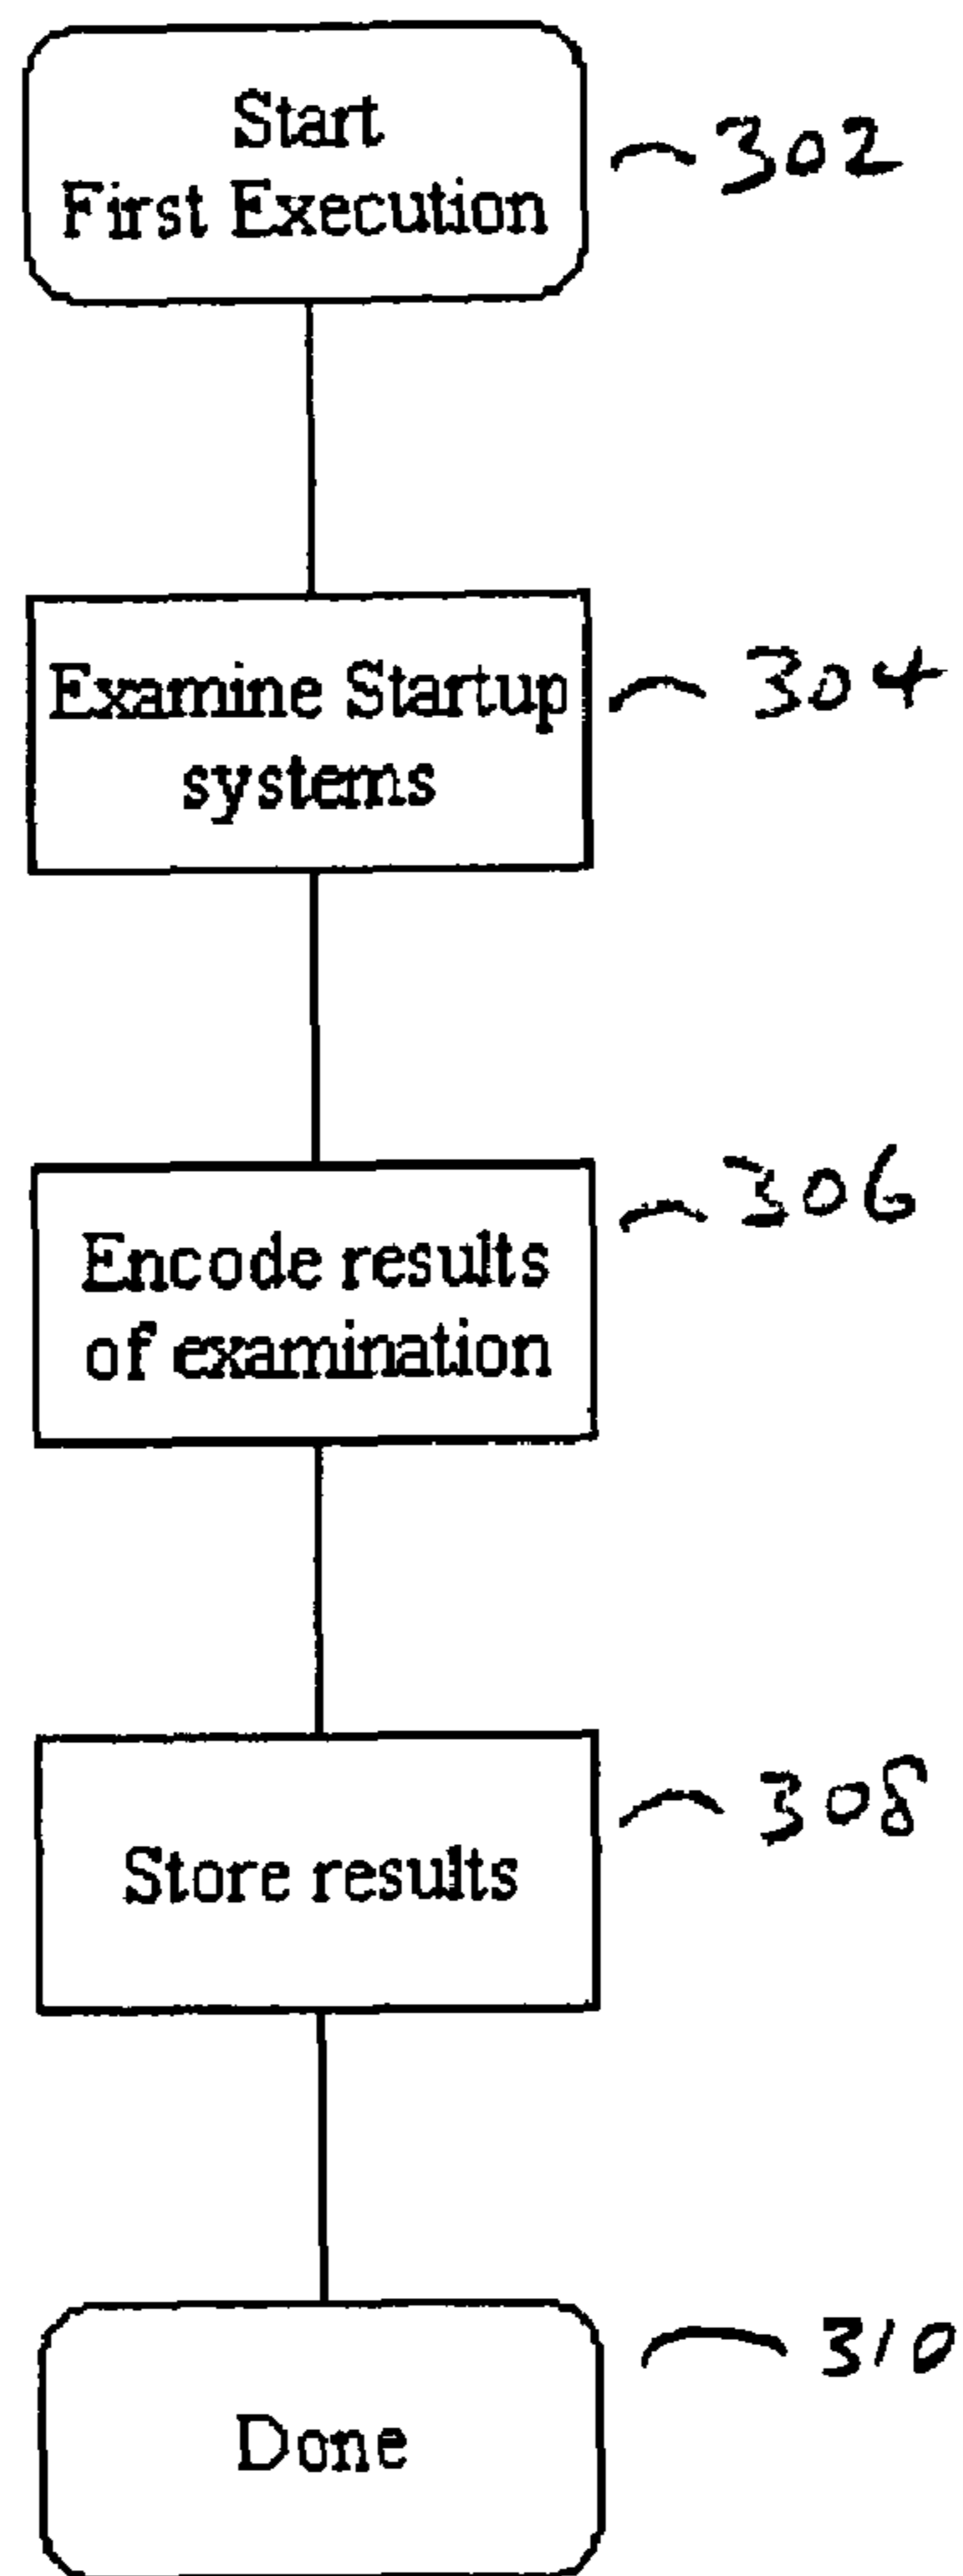 Start
First Execution
302
Examine Startup
systems
304
Encode results
of examination
306
Store results
308
Done
310